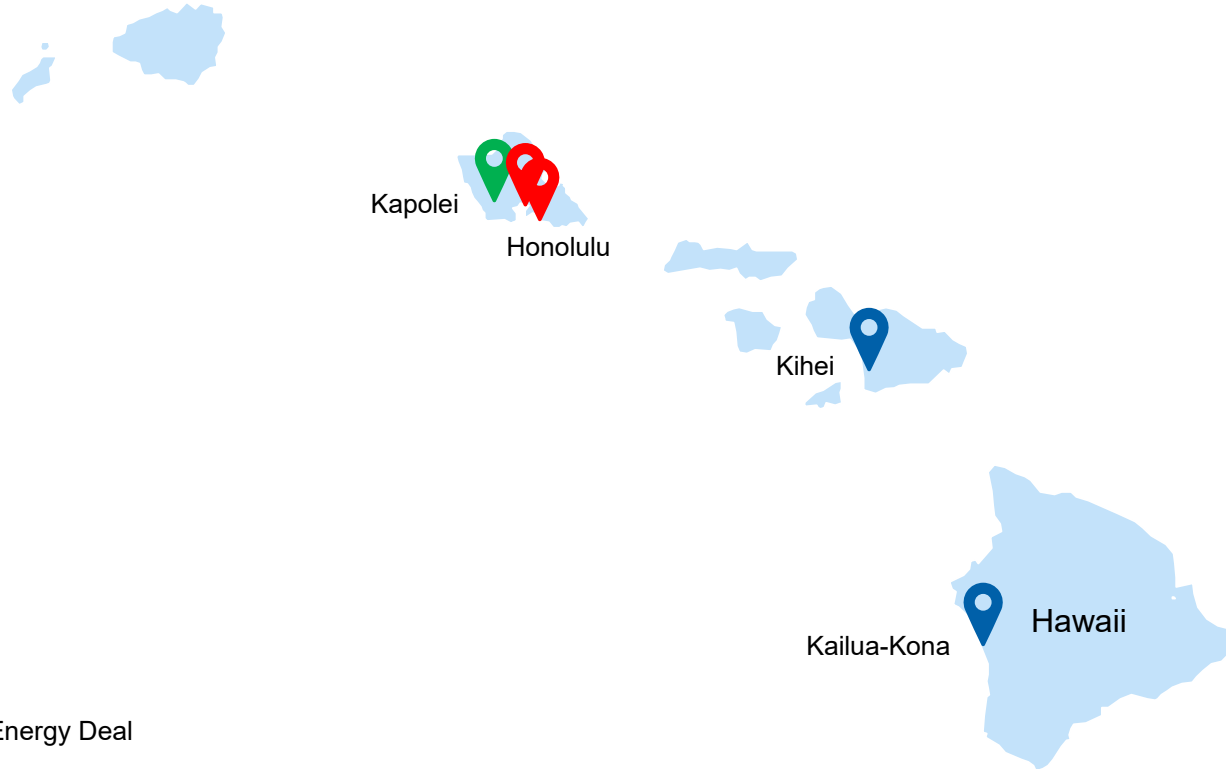 Kapolei
Honolulu
Kihei
Hawaii
Kailua-Kona
Energy Deal